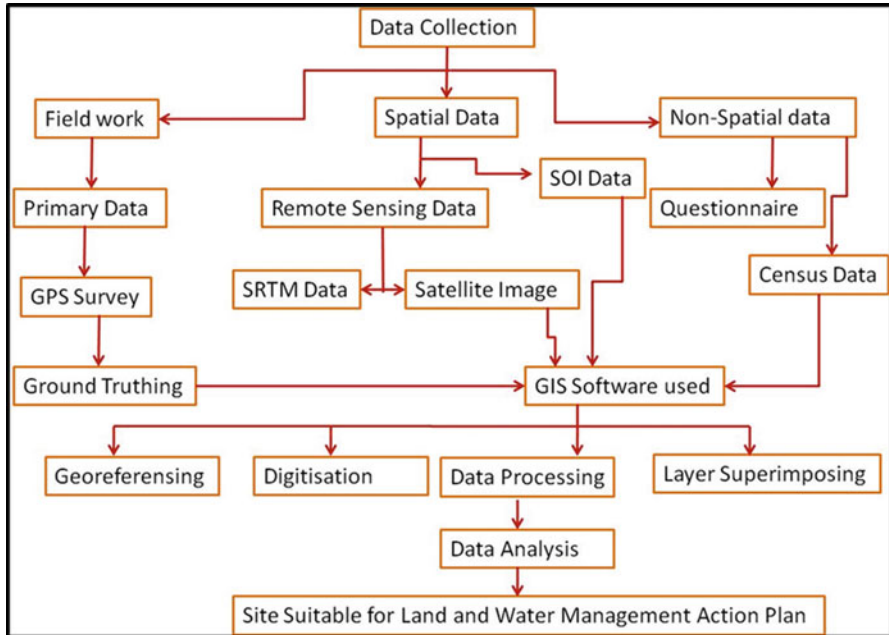 Data Collection
Field work
Spatial Data
Non-Spatial data
SOI Data
Primary Data
Remote Sensing Data
Questionnaire
GPS Survey
SRTM Data
Satellite Image
Census Data
Ground Truthing
GIS Software used
Georeferensing
Digitisation
Data Processing
Layer Superimposing
Data Analysis
Site Suitable for Land and Water Management Action Plan